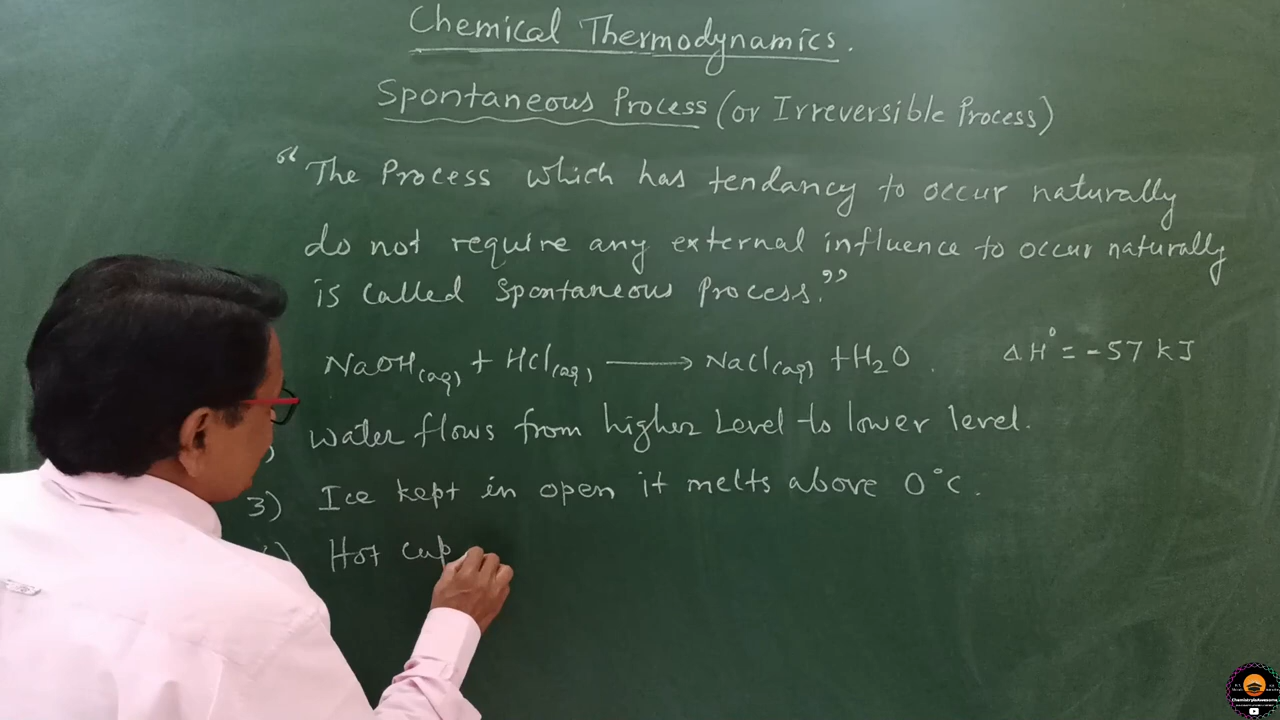 Chemical Thermodynamics.
Spontaneous Process (or Irreversible Process)
“The Process which has tendancy to occur naturally
do not require any external influence to occur naturally
is called Spontaneous Process.”
NaOH(aq) + HCl(aq) ⟶ NaCl(aq) + H₂O. ΔH° = -57 kJ
) Water flows from higher Level to lower level.
3) Ice kept in open it melts above 0°c.
) Hot cup